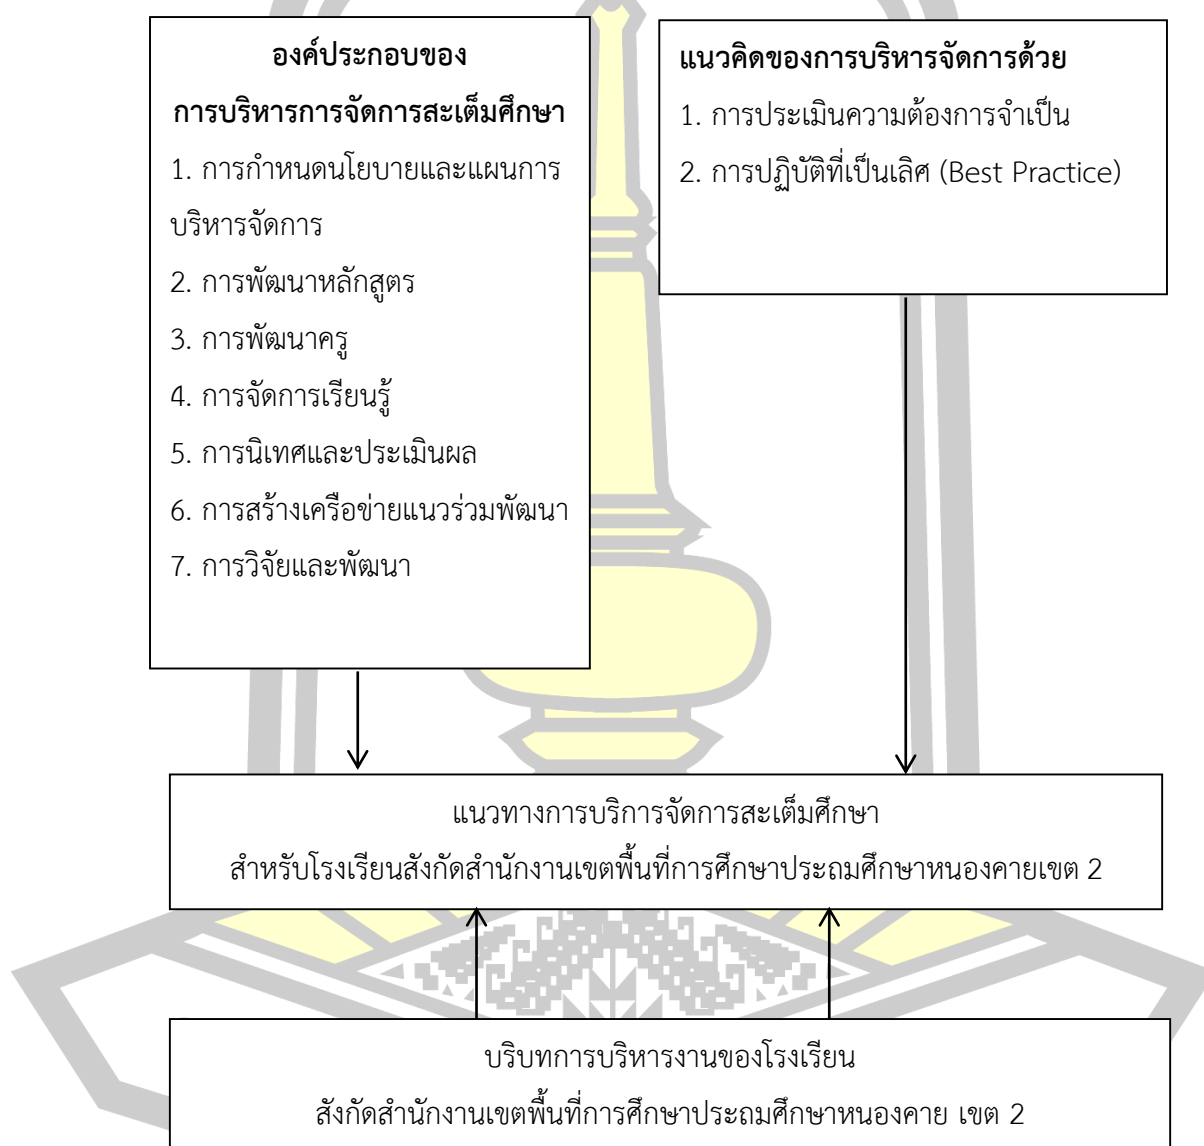 องค์ประกอบของ
การบริหารการจัดการสะเต็มศึกษา
1. การกำหนดนโยบายและแผนการ
บริหารจัดการ
2. การพัฒนาหลักสูตร
3. การพัฒนาครู
4. การจัดการเรียนรู้
5. การนิเทศและประเมินผล
6. การสร้างเครือข่ายแนวร่วมพัฒนา
7. การวิจัยและพัฒนา
แนวคิดของการบริหารจัดการด้วย
1. การประเมินความต้องการจำเป็น
2. การปฏิบัติที่เป็นเลิศ (Best Practice)
แนวทางการบริการจัดการสะเต็มศึกษา
สำหรับโรงเรียนสังกัดสำนักงานเขตพื้นที่การศึกษาประถมศึกษาหนองคายเขต 2
บริบทการบริหารงานของโรงเรียน
สังกัดสำนักงานเขตพื้นที่การศึกษาประถมศึกษาหนองคาย เขต 2